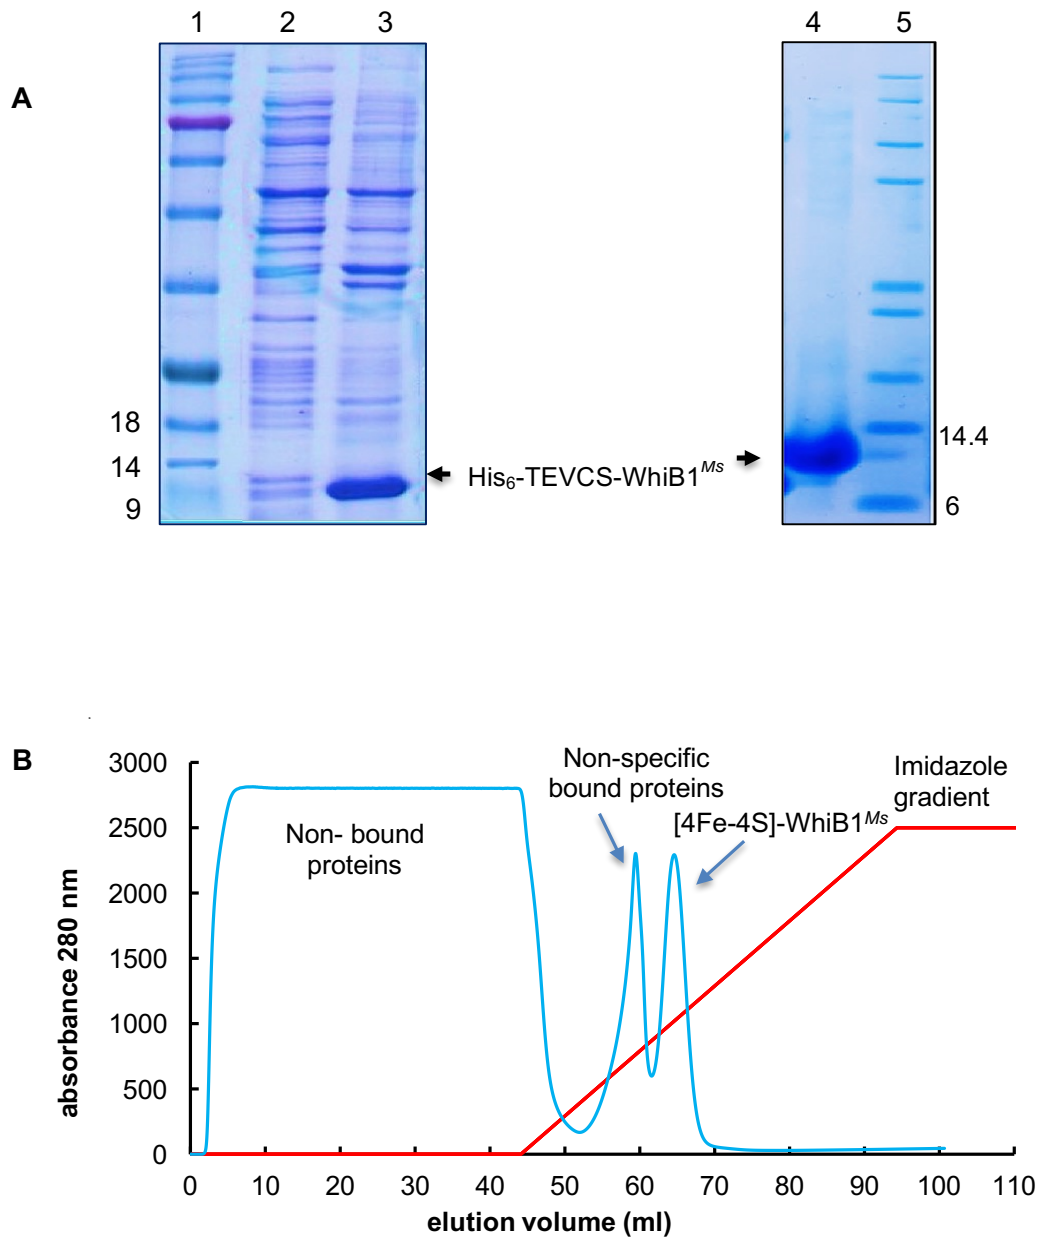 1 2 3 4 5
A
18
14
9
His6-TEVCS-WhiB1Ms
14.4
6
B
3000
2500
2000
1500
1000
500
0
absorbance 280 nm
Non- bound
proteins
Non-specific
bound proteins
[4Fe-4S]-WhiB1Ms
Imidazole
gradient
0 10 20 30 40 50 60 70 80 90 100 110
elution volume (ml)